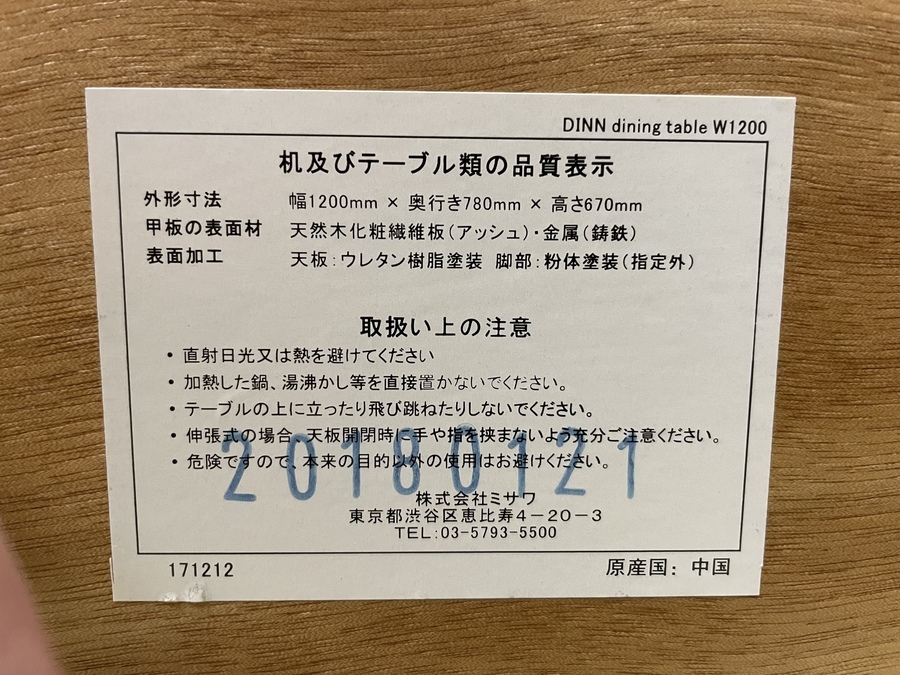 DINN dining table W1200
机及びテーブル類の品質表示
外形寸法 幅1200mm × 奥行き780mm × 高さ670mm
甲板の表面材 天然木化粧繊維板(アッシュ)・金属(鋳鉄)
表面加工 天板:ウレタン樹脂塗装 脚部:粉体塗装(指定外)
取扱い上の注意
・直射日光又は熱を避けてください
・加熱した鍋、湯沸かし等を直接置かないでください。
・テーブルの上に立ったり飛び跳ねたりしないでください。
・伸張式の場合、天板開閉時に手や指を挟まないよう充分ご注意ください。
・危険ですので、本来の目的以外の使用はお避けください。
20180121
株式会社ミサワ
東京都渋谷区恵比寿4-20-3
TEL:03-5793-5500
171212 原産国: 中国